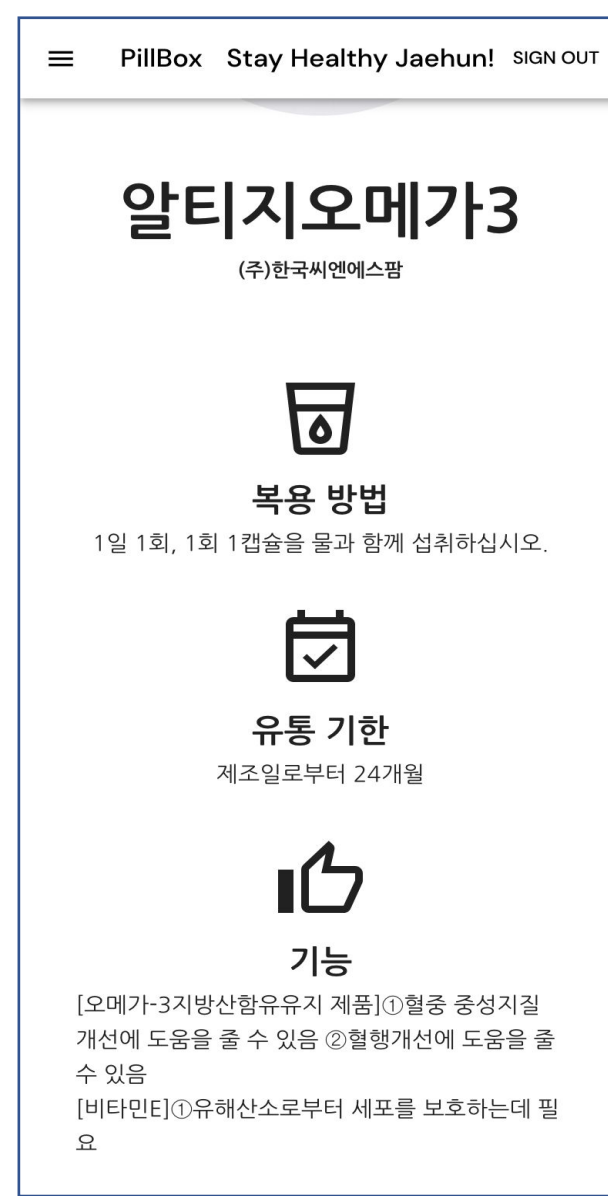 PillBox Stay Healthy Jaehun! SIGN OUT
알티지오메가3
(주)한국씨엔에스팜
복용 방법
1일 1회, 1회 1캡슐을 물과 함께 섭취하십시오.
유통 기한
제조일로부터 24개월
기능
[오메가-3지방산함유유지 제품]①혈중 중성지질
개선에 도움을 줄 수 있음 ②혈행개선에 도움을 줄
수 있음
[비타민E]①유해산소로부터 세포를 보호하는데 필
요